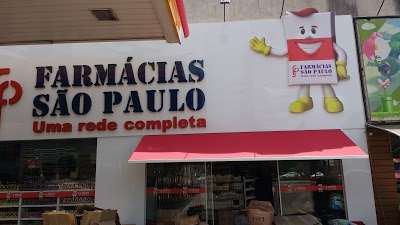 FARMÁCIAS
SÃO PAULO
Uma rede completa
FARMÁCIAS
SÃO PAULO